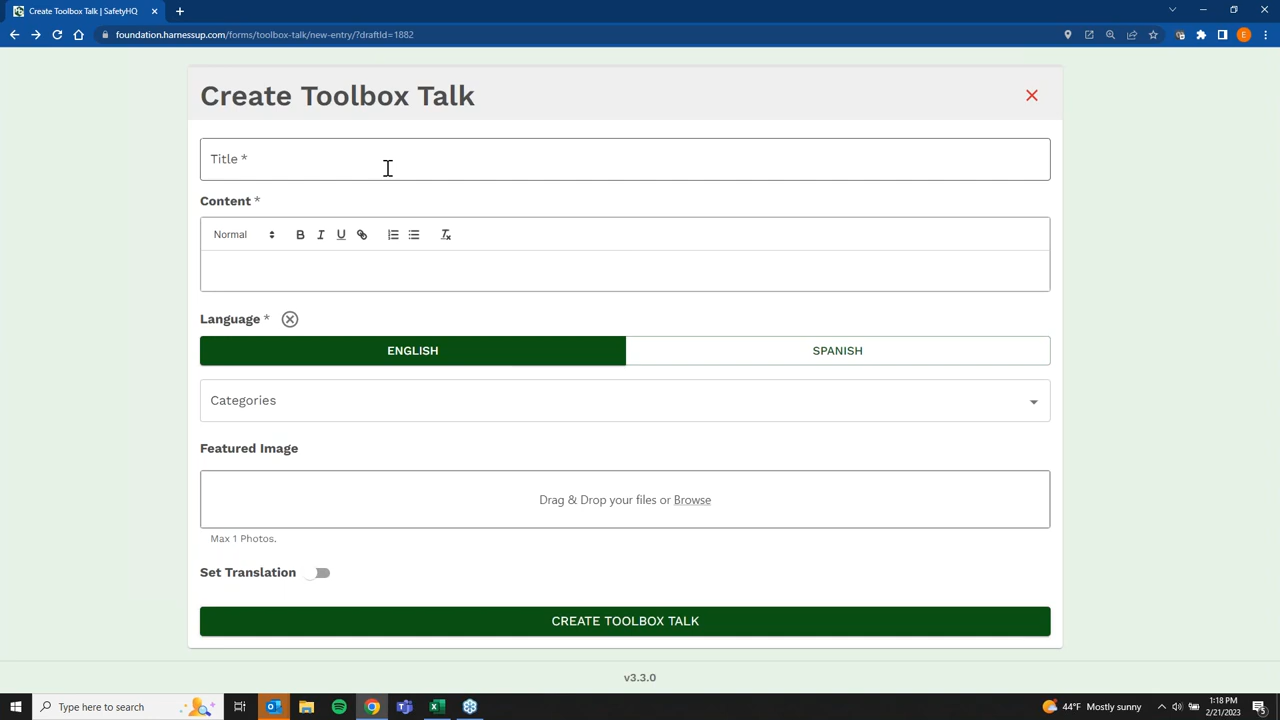 Create Toolbox Talk | SafetyHQ
foundation.harnessup.com/forms/toolbox-talk/new-entry/?draftId=1882
E
Create Toolbox Talk
Title *
Content *
Normal
B I U
Language *
ENGLISH
SPANISH
Categories
Featured Image
Drag & Drop your files or Browse
Max 1 Photos.
Set Translation
CREATE TOOLBOX TALK
v3.3.0
Type here to search
44°F Mostly sunny
1:18 PM
2/21/2023
5